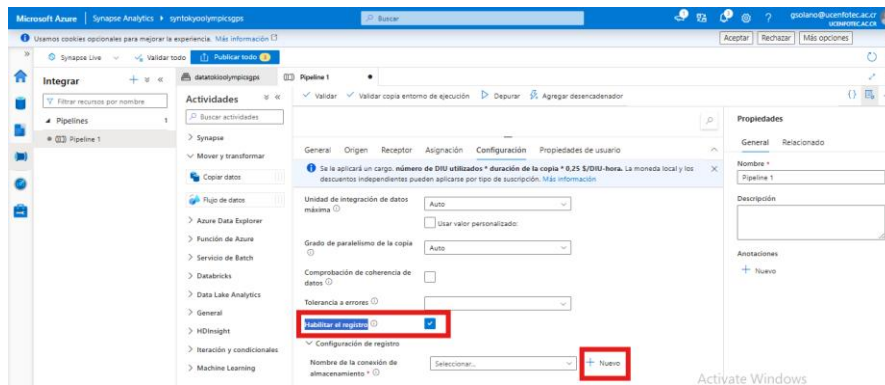 Microsoft Azure | Synapse Analytics ▸ syntokyoolympicsgps
Buscar
gsolano@ucenfotec.ac.cr
UCENFOTEC.AC.CR
Usamos cookies opcionales para mejorar la experiencia. Más información
Aceptar Rechazar Más opciones
Synapse Live Validar todo Publicar todo
Integrar
Filtrar recursos por nombre
Pipelines 1
Pipeline 1
datatokioolympicsgps
Pipeline 1
Actividades
Buscar actividades
Synapse
Mover y transformar
Copiar datos
Flujo de datos
Azure Data Explorer
Función de Azure
Servicio de Batch
Databricks
Data Lake Analytics
General
HDInsight
Iteración y condicionales
Machine Learning
Validar Validar copia entorno de ejecución Depurar Agregar desencadenador
General Origen Receptor Asignación Configuración Propiedades de usuario
Se le aplicará un cargo. número de DIU utilizados * duración de la copia * 0,25 $/DIU-hora. La moneda local y los
descuentos independientes pueden aplicarse por tipo de suscripción. Más información
Unidad de integración de datos
máxima
Auto
Usar valor personalizado:
Grado de paralelismo de la copia
Auto
Comprobación de coherencia de
datos
Tolerancia a errores
Habilitar el registro
Configuración de registro
Nombre de la conexión de
almacenamiento *
Seleccionar...
Nuevo
Propiedades
General Relacionado
Nombre *
Pipeline 1
Descripción
Anotaciones
Nuevo
Activate Windows